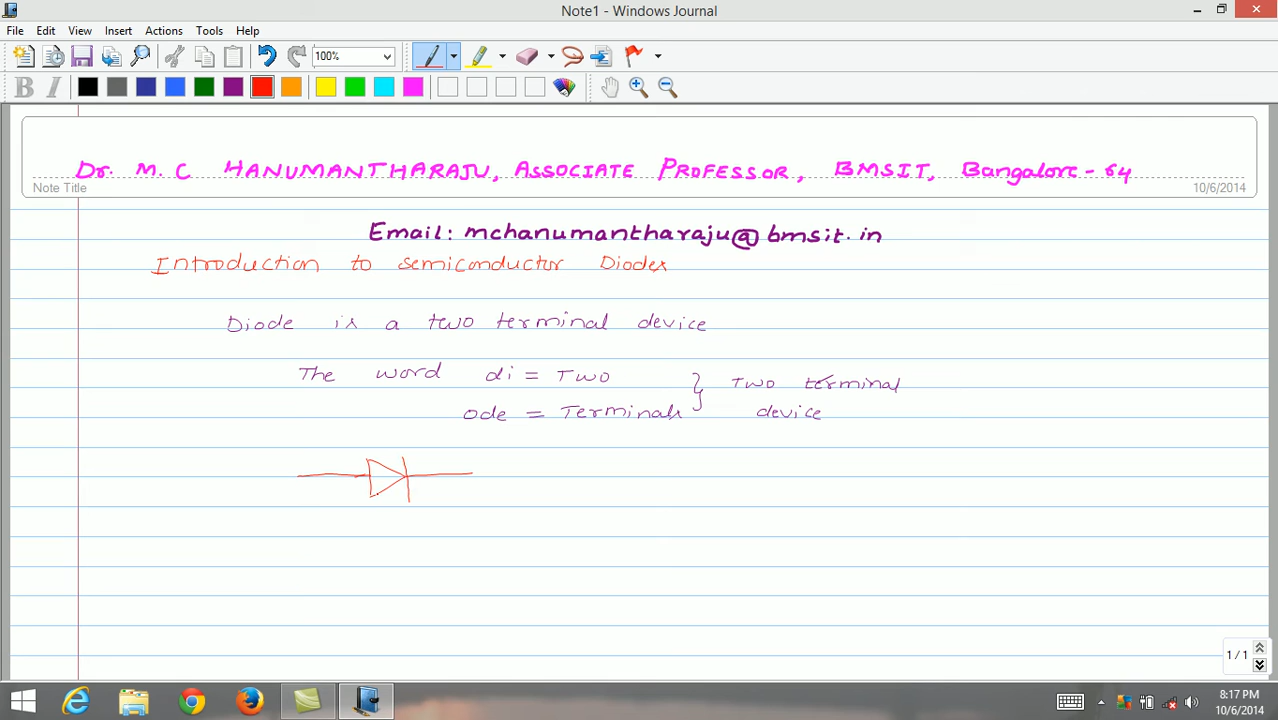 Note1 - Windows Journal
File Edit View Insert Actions Tools Help
100%
B I
Dr. M. C HANUMANTHARAJU, ASSOCIATE PROFESSOR, BMSIT, Bangalore - 64
Note Title 10/6/2014
Email: mchanumantharaju@bmsit.in
Introduction to semiconductor Diodes
Diode is a two terminal device
The word di = Two
ode = Terminals
Two terminal
device
1 / 1
8:17 PM
10/6/2014